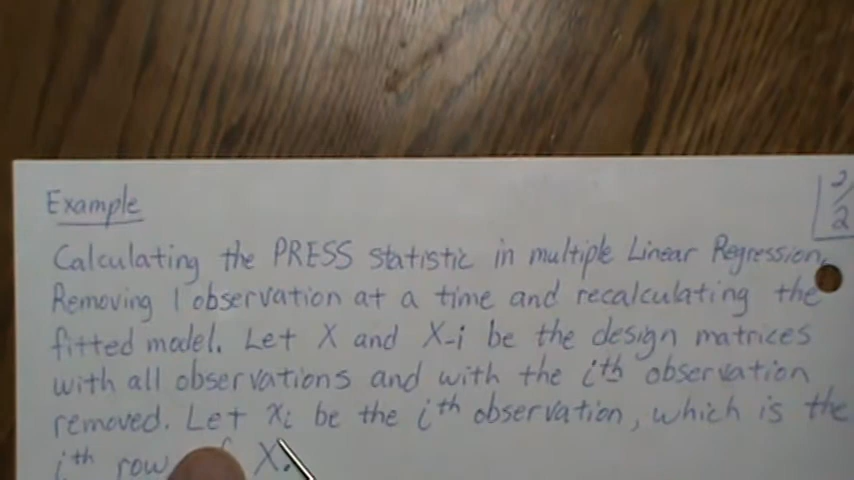 Example
2/2
Calculating the PRESS statistic in multiple Linear Regression.
Removing 1 observation at a time and recalculating the
fitted model. Let X and X-i be the design matrices
with all observations and with the ith observation
removed. Let xi be the ith observation, which is the
ith row X.